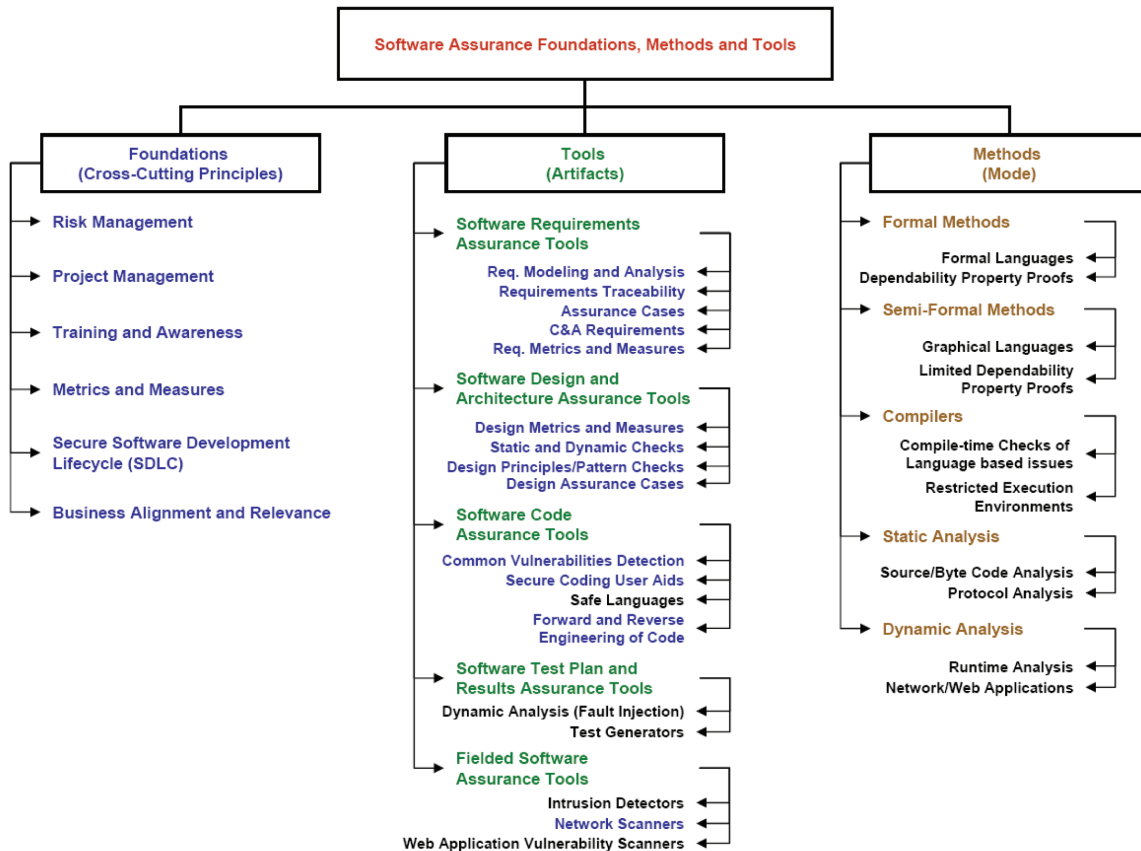 Software Assurance Foundations, Methods and Tools
Foundations
(Cross-Cutting Principles)
Risk Management
Project Management
Training and Awareness
Metrics and Measures
Secure Software Development
Lifecycle (SDLC)
Business Alignment and Relevance
Tools
(Artifacts)
Software Requirements
Assurance Tools
Req. Modeling and Analysis
Requirements Traceability
Assurance Cases
C&A Requirements
Req. Metrics and Measures
Software Design and
Architecture Assurance Tools
Design Metrics and Measures
Static and Dynamic Checks
Design Principles/Pattern Checks
Design Assurance Cases
Software Code
Assurance Tools
Common Vulnerabilities Detection
Secure Coding User Aids
Safe Languages
Forward and Reverse
Engineering of Code
Software Test Plan and
Results Assurance Tools
Dynamic Analysis (Fault Injection)
Test Generators
Fielded Software
Assurance Tools
Intrusion Detectors
Network Scanners
Web Application Vulnerability Scanners
Methods
(Mode)
Formal Methods
Formal Languages
Dependability Property Proofs
Semi-Formal Methods
Graphical Languages
Limited Dependability
Property Proofs
Compilers
Compile-time Checks of
Language based issues
Restricted Execution
Environments
Static Analysis
Source/Byte Code Analysis
Protocol Analysis
Dynamic Analysis
Runtime Analysis
Network/Web Applications